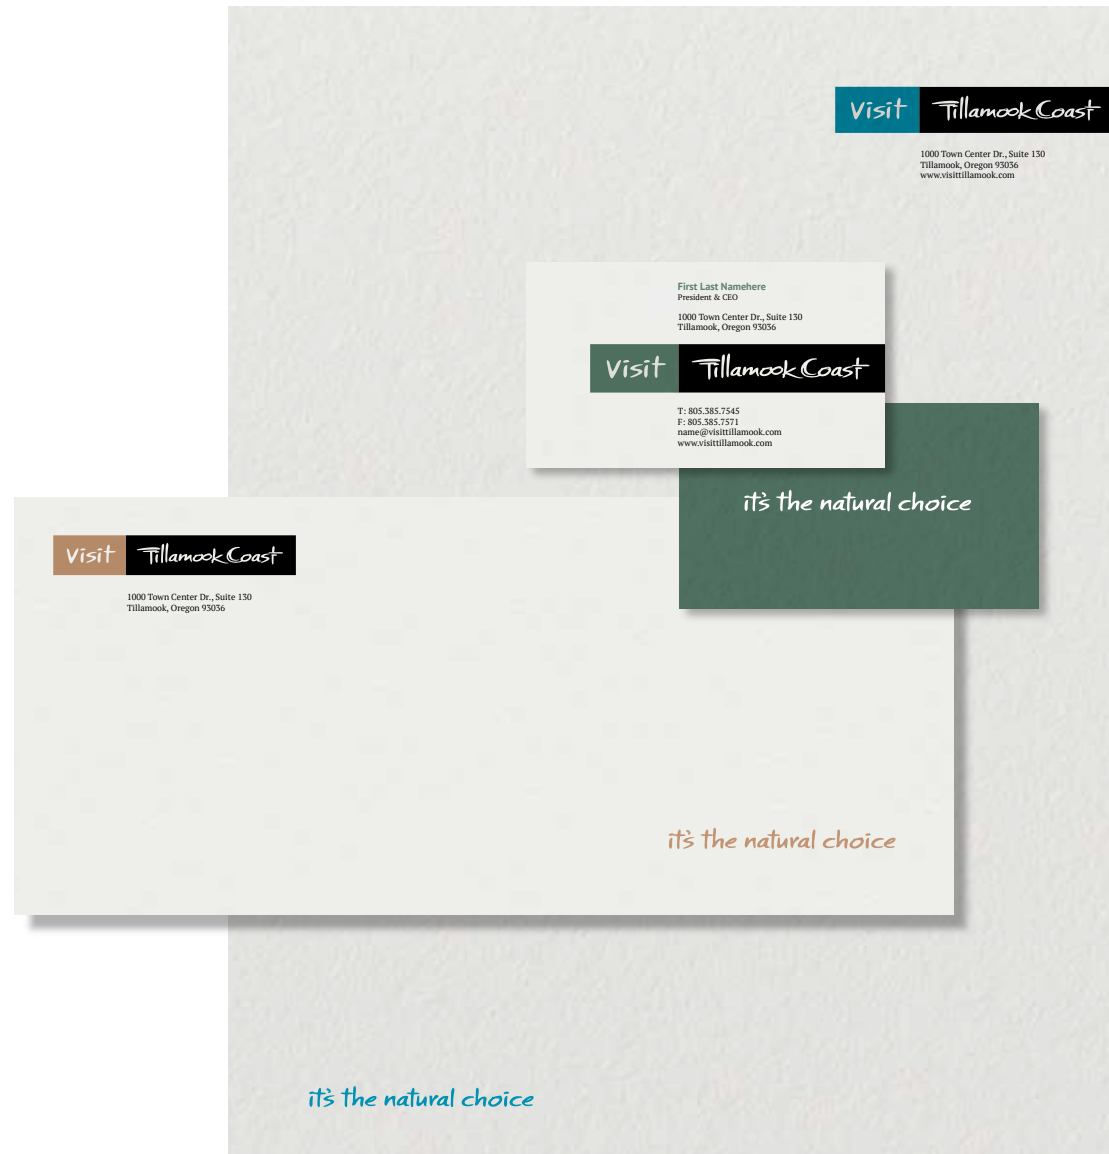 Visit Tillamook Coast
1000 Town Center Dr., Suite 130
Tillamook, Oregon 93036
www.visittillamook.com
First Last Namehere
President & CEO
1000 Town Center Dr., Suite 130
Tillamook, Oregon 93036
Visit Tillamook Coast
T: 805.385.7545
F: 805.385.7571
name@visittillamook.com
www.visittillamook.com
it's the natural choice
Visit Tillamook Coast
1000 Town Center Dr., Suite 130
Tillamook, Oregon 93036
it's the natural choice
it's the natural choice